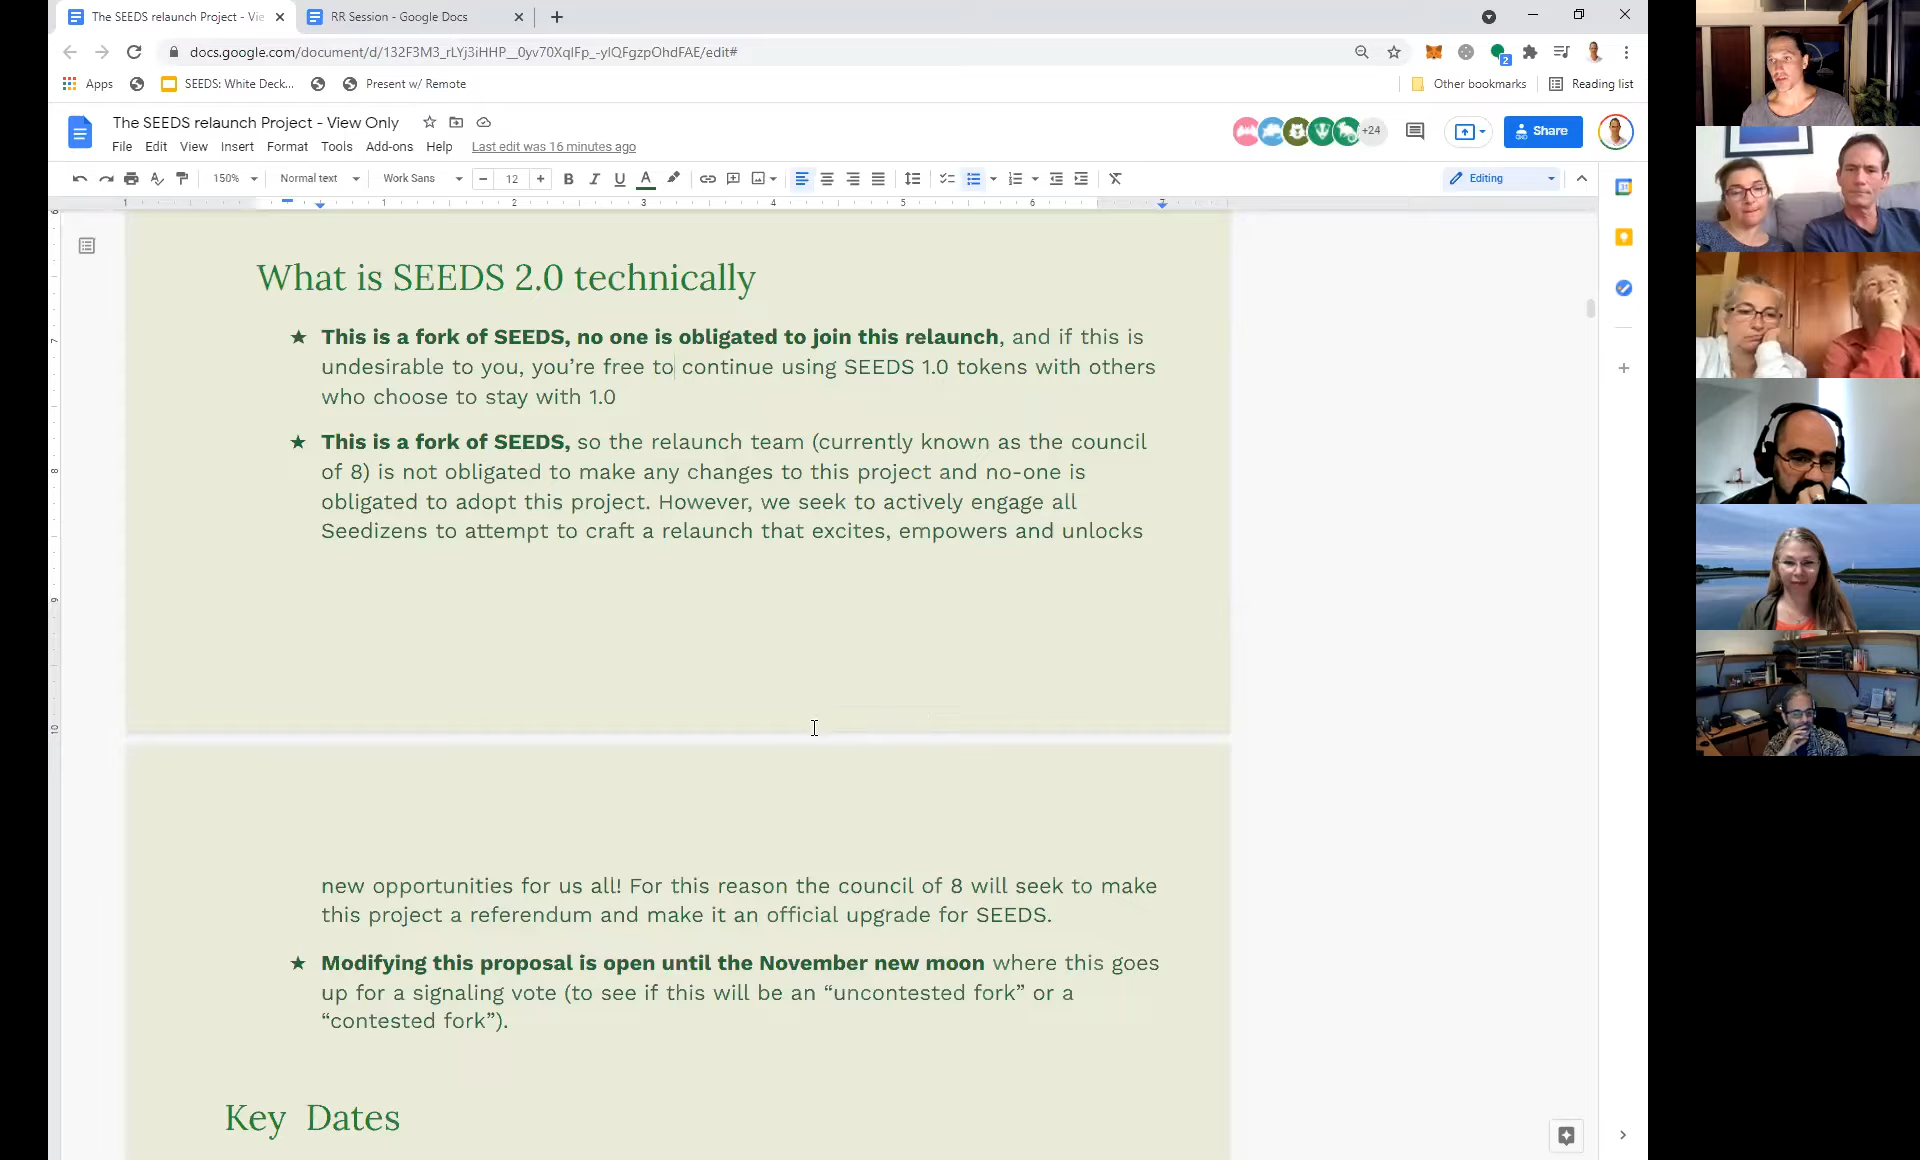 The SEEDS relaunch Project - Vie
RR Session - Google Docs
docs.google.com/document/d/132F3M3_rLYj3iHHP__0yv70XqIFp_-ylQFgzpOhdFAE/edit#
2
Apps
SEEDS: White Deck...
Present w/ Remote
Other bookmarks
Reading list
The SEEDS relaunch Project - View Only
+24
Share
File Edit View Insert Format Tools Add-ons Help Last edit was 16 minutes ago
150% Normal text Work Sans 12 B I U A Editing
1 1 2 3 4 5 6 7
What is SEEDS 2.0 technically
★ This is a fork of SEEDS, no one is obligated to join this relaunch, and if this is
undesirable to you, you’re free to continue using SEEDS 1.0 tokens with others
who choose to stay with 1.0
★ This is a fork of SEEDS, so the relaunch team (currently known as the council
of 8) is not obligated to make any changes to this project and no-one is
obligated to adopt this project. However, we seek to actively engage all
Seedizens to attempt to craft a relaunch that excites, empowers and unlocks
new opportunities for us all! For this reason the council of 8 will seek to make
this project a referendum and make it an official upgrade for SEEDS.
★ Modifying this proposal is open until the November new moon where this goes
up for a signaling vote (to see if this will be an “uncontested fork” or a
“contested fork”).
Key Dates